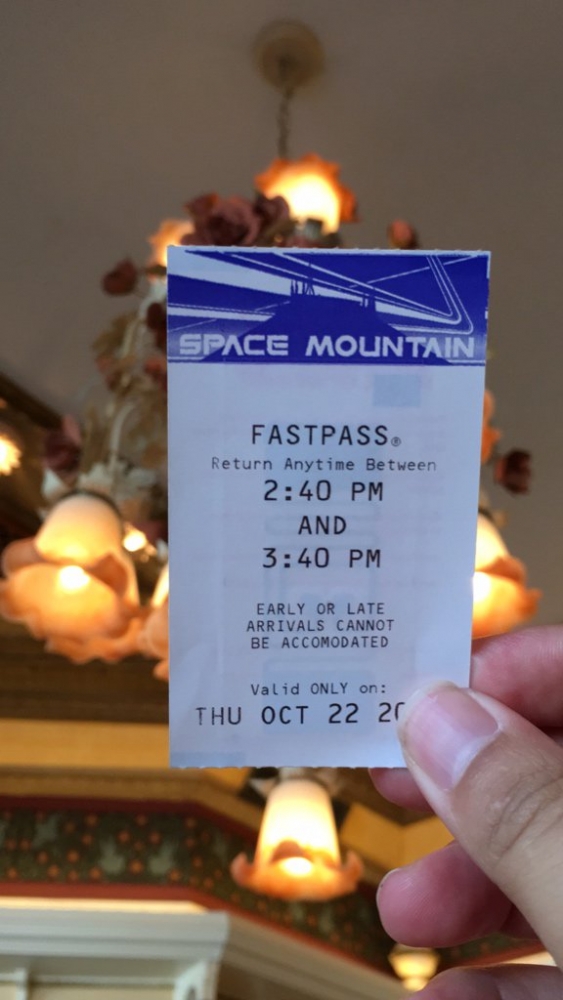 SPACE MOUNTAIN
FASTPASS®
Return Anytime Between
2:40 PM
AND
3:40 PM
EARLY OR LATE
ARRIVALS CANNOT
BE ACCOMODATED
Valid ONLY on:
THU OCT 22 20